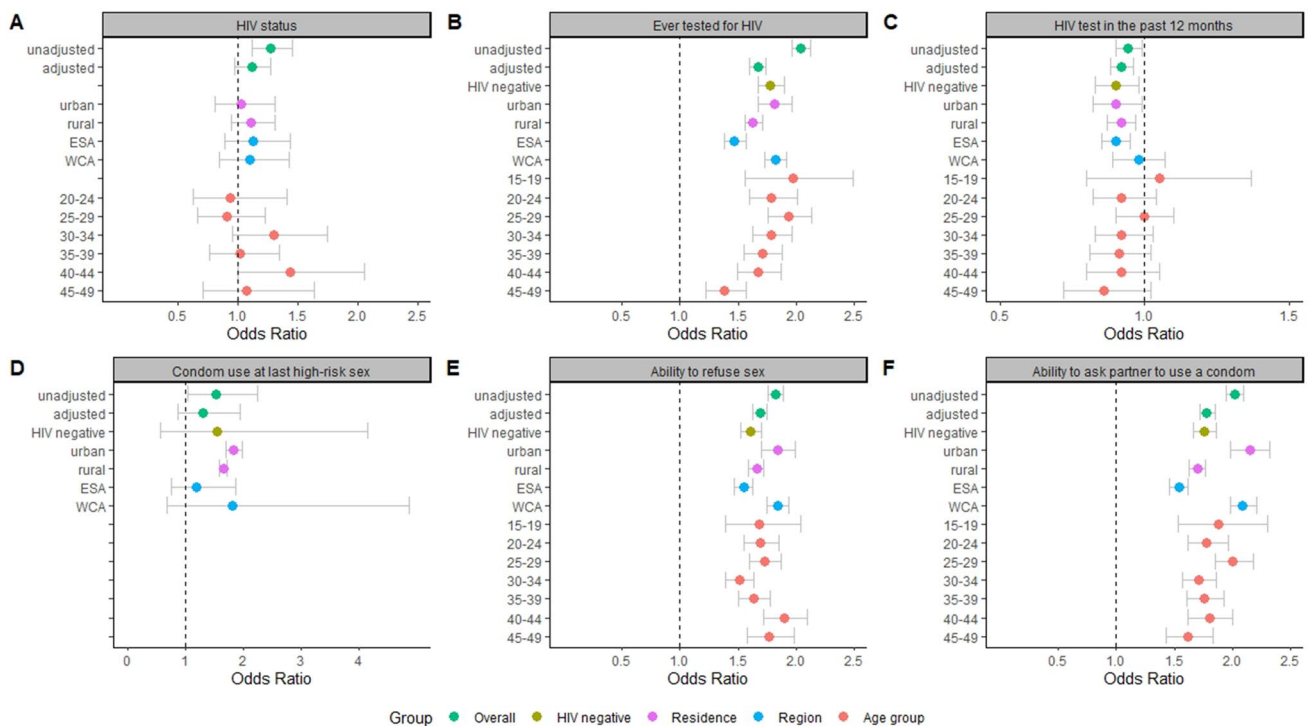 A
HIV status
unadjusted
adjusted
urban
rural
ESA
WCA
20-24
25-29
30-34
35-39
40-44
45-49
0.5 1.0 1.5 2.0 2.5
Odds Ratio
B
Ever tested for HIV
unadjusted
adjusted
HIV negative
urban
rural
ESA
WCA
15-19
20-24
25-29
30-34
35-39
40-44
45-49
0.5 1.0 1.5 2.0 2.5
Odds Ratio
C
HIV test in the past 12 months
unadjusted
adjusted
HIV negative
urban
rural
ESA
WCA
15-19
20-24
25-29
30-34
35-39
40-44
45-49
0.5 1.0 1.5
Odds Ratio
D
Condom use at last high-risk sex
unadjusted
adjusted
HIV negative
urban
rural
ESA
WCA
0 1 2 3 4
Odds Ratio
E
Ability to refuse sex
unadjusted
adjusted
HIV negative
urban
rural
ESA
WCA
15-19
20-24
25-29
30-34
35-39
40-44
45-49
0.5 1.0 1.5 2.0 2.5
Odds Ratio
F
Ability to ask partner to use a condom
unadjusted
adjusted
HIV negative
urban
rural
ESA
WCA
15-19
20-24
25-29
30-34
35-39
40-44
45-49
0.5 1.0 1.5 2.0 2.5
Odds Ratio
Group Overall HIV negative Residence Region Age group